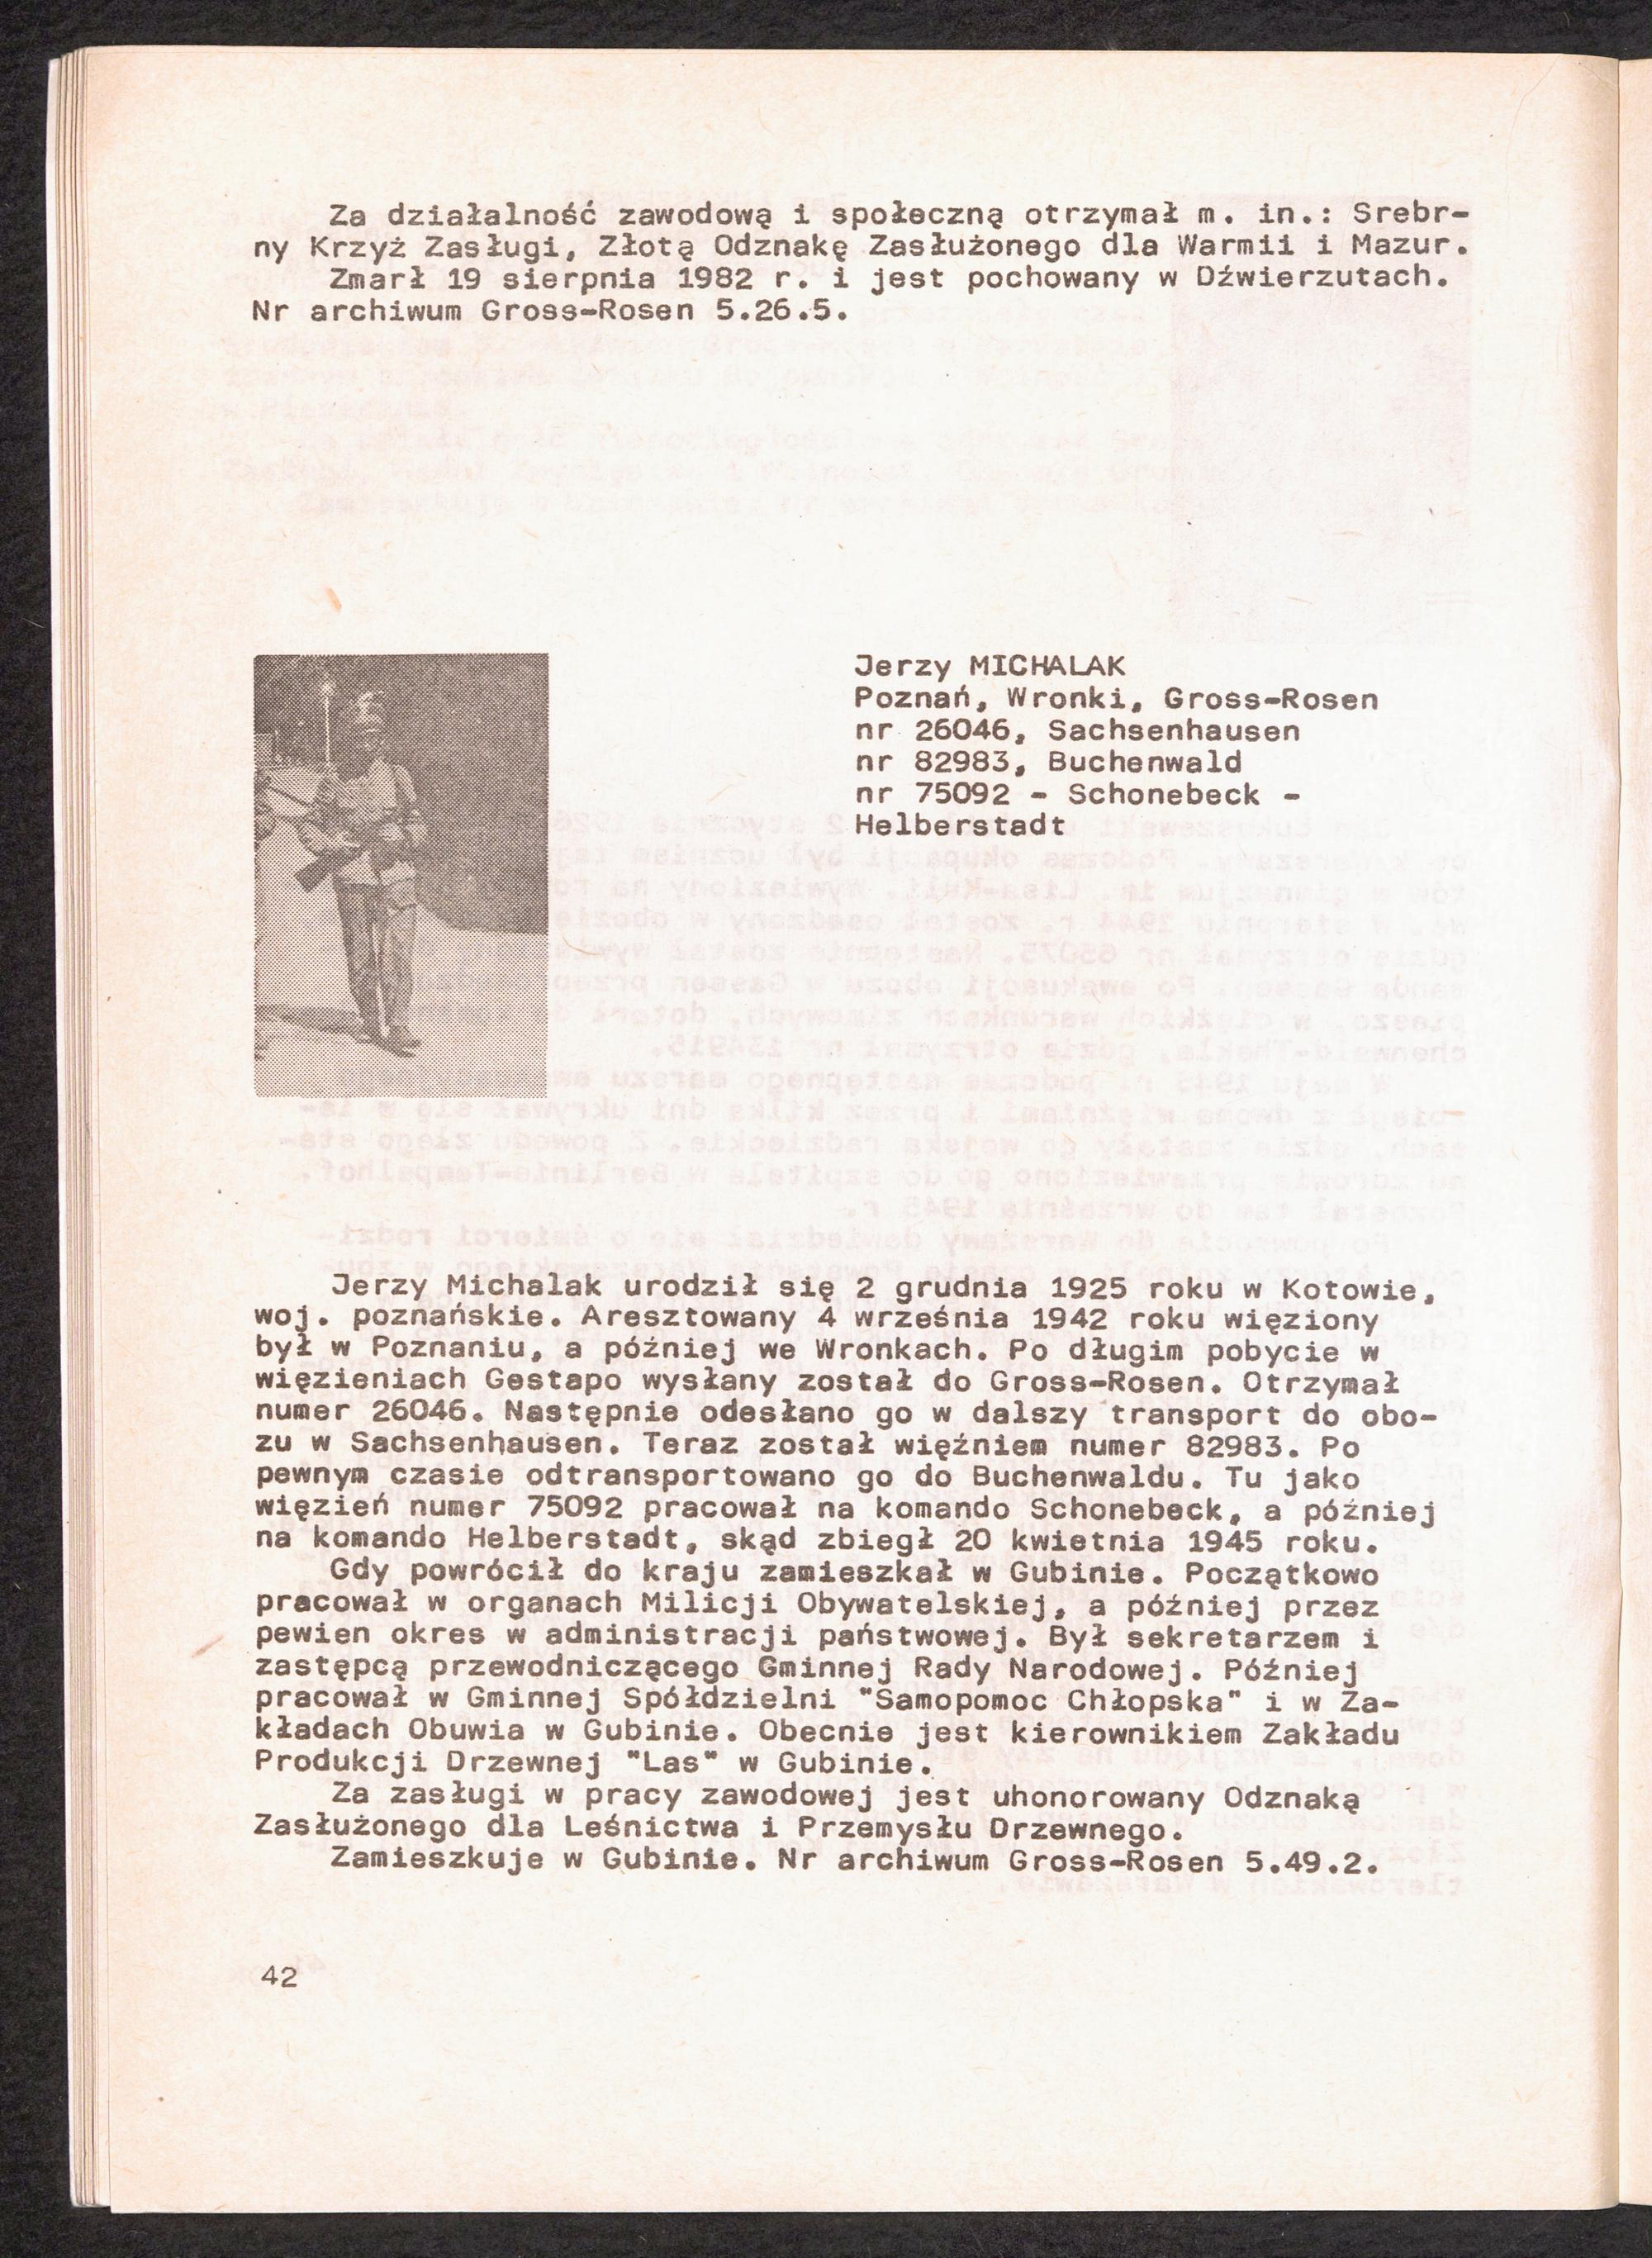 Za działalność zawodową i społeczną otrzymał m. in.: Srebr-
ny Krzyż Zasługi, Złotą Odznakę Zasłużonego dla Warmii i Mazur.
Zmarł 19 sierpnia 1982 r. i jest pochowany w Dźwierzutach.
Nr archiwum Gross-Rosen 5.26.5.
Jerzy MICHALAK
Poznań, Wronki, Gross-Rosen
nr 26046, Sachsenhausen
nr 82983, Buchenwald
nr 75092 - Schonebeck -
Helberstadt
Jerzy Michalak urodził się 2 grudnia 1925 roku w Kotowie,
woj. poznańskie. Aresztowany 4 września 1942 roku więziony
był w Poznaniu, a później we Wronkach. Po długim pobycie w
więzieniach Gestapo wysłany został do Gross-Rosen. Otrzymał
numer 26046. Następnie odesłano go w dalszy transport do obo-
zu w Sachsenhausen. Teraz został więźniem numer 82983. Po
pewnym czasie odtransportowano go do Buchenwaldu. Tu jako
więzień numer 75092 pracował na komando Schonebeck, a później
na komando Helberstadt, skąd zbiegł 20 kwietnia 1945 roku.
Gdy powrócił do kraju zamieszkał w Gubinie. Początkowo
pracował w organach Milicji Obywatelskiej, a później przez
pewien okres w administracji państwowej. Był sekretarzem i
zastępcą przewodniczącego Gminnej Rady Narodowej. Później
pracował w Gminnej Spółdzielni "Samopomoc Chłopska" i w Za-
kładach Obuwia w Gubinie. Obecnie jest kierownikiem Zakładu
Produkcji Drzewnej "Las" w Gubinie.
Za zasługi w pracy zawodowej jest uhonorowany Odznaką
Zasłużonego dla Leśnictwa i Przemysłu Drzewnego.
Zamieszkuje w Gubinie. Nr archiwum Gross-Rosen 5.49.2.
42